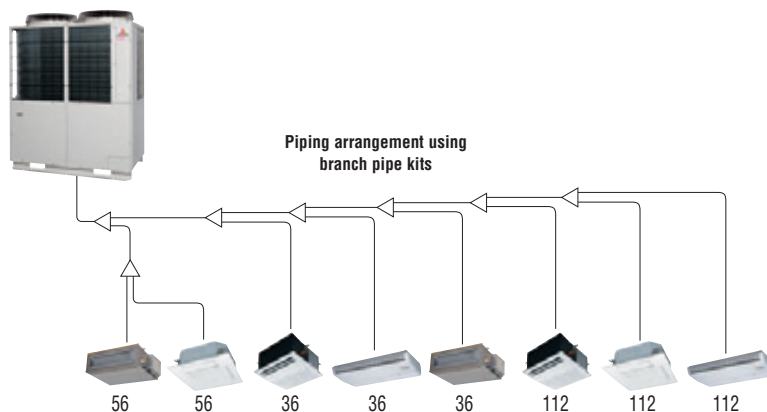 Piping arrangement using
branch pipe kits
56 56 36 36 36 112 112 112